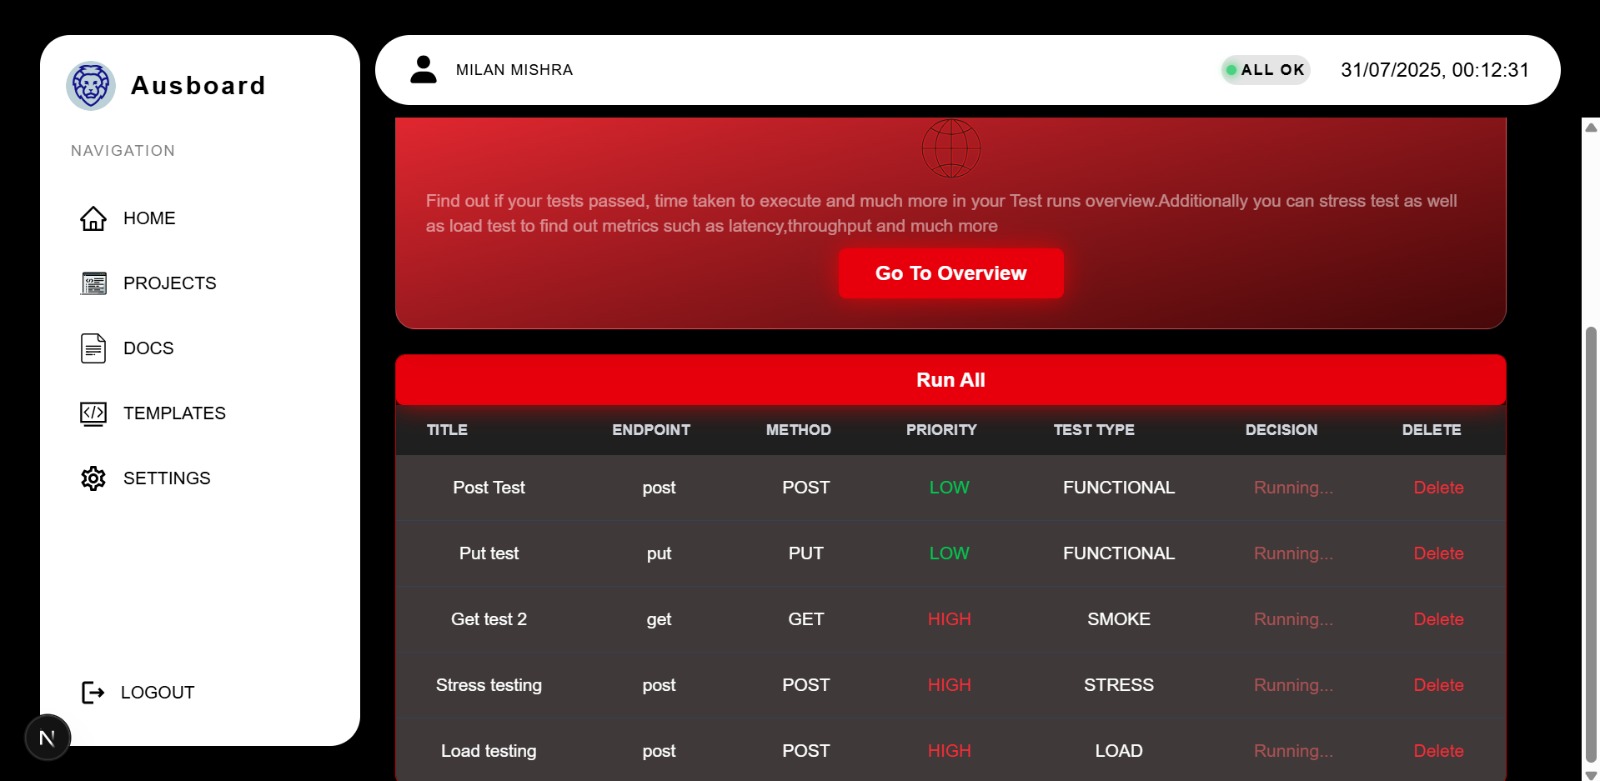 Ausboard
NAVIGATION
HOME
PROJECTS
DOCS
TEMPLATES
SETTINGS
LOGOUT
N
MILAN MISHRA
ALL OK
31/07/2025, 00:12:31
Find out if your tests passed, time taken to execute and much more in your Test runs overview.Additionally you can stress test as well
as load test to find out metrics such as latency,throughput and much more
Go To Overview
Run All
TITLE ENDPOINT METHOD PRIORITY TEST TYPE DECISION DELETE
Post Test post POST LOW FUNCTIONAL Running... Delete
Put test put PUT LOW FUNCTIONAL Running... Delete
Get test 2 get GET HIGH SMOKE Running... Delete
Stress testing post POST HIGH STRESS Running... Delete
Load testing post POST HIGH LOAD Running... Delete